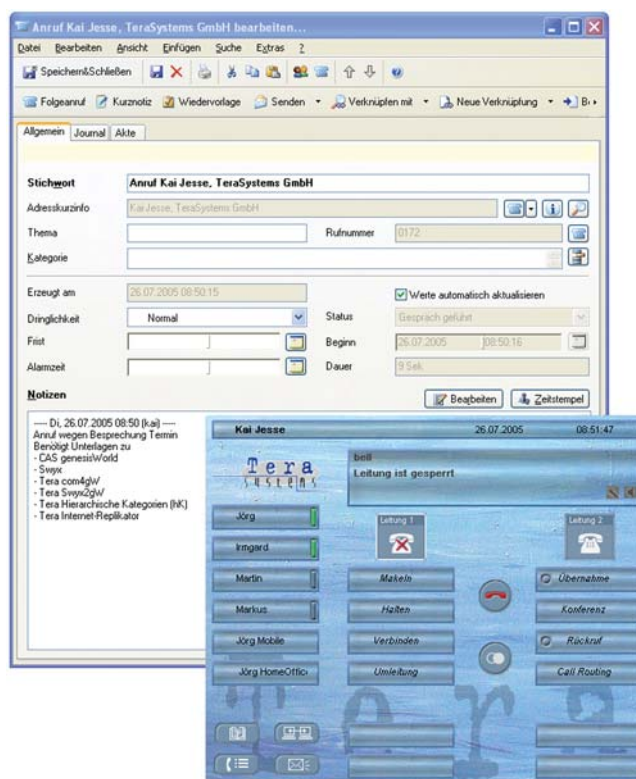 Anruf Kai Jesse, TeraSystems GmbH bearbeiten...
Datei Bearbeiten Ansicht Einfügen Suche Extras ?
Speichern&Schließen
Folgeanruf Kurznotiz Wiedervorlage Senden Verknüpfen mit Neue Verknüpfung
Allgemein Journal Akte
Stichwort Anruf Kai Jesse, TeraSystems GmbH
Adresskurzinfo Kai Jesse, TeraSystems GmbH
Thema Rufnummer 0172
Kategorie
Erzeugt am 26.07.2005 08:50:15 Werte automatisch aktualisieren
Dringlichkeit Normal Status Gespräch geführt
Frist Beginn 26.07.2005 08:50:16
Alarmzeit Dauer 9 Sek.
Notizen Bearbeiten Zeitstempel
---- Di, 26.07.2005 08:50 (kai) ----
Anruf wegen Besprechung Termin
Benötigt Unterlagen zu
- CAS genesisWorld
- Swyx
- Tera com4gW
- Tera Swyx2gW
- Tera Hierarchische Kategorien (hK)
- Tera Internet-Replikator
Kai Jesse 26.07.2005 08:51:47
Tera
systems
bell
Leitung ist gesperrt
Jörg Leitung 1 Leitung 2
Irmgard
Martin Makeln Übernahme
Markus Halten Konferenz
Jörg Mobile Verbinden Rückruf
Jörg HomeOffic Umleitung Call Routing
Tera